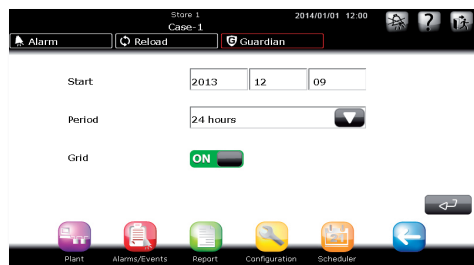 Store 1
2014/01/01 12:00
Case-1
Alarm
Reload
Guardian
Start 2013 12 09
Period 24 hours
Grid ON
Plant Alarms/Events Report Configuration Scheduler